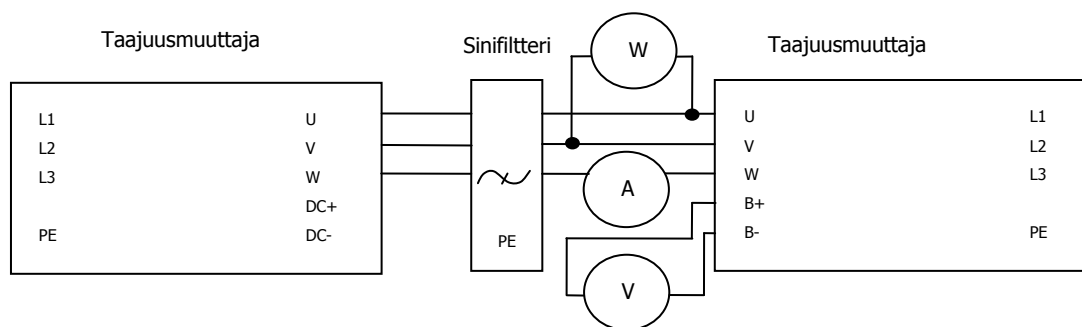 Taajuusmuuttaja
Sinifiltteri
Taajuusmuuttaja
W
L1 U
L2 V
L3 W
DC+
PE DC-
PE
A
V
U L1
V L2
W L3
B+
B- PE